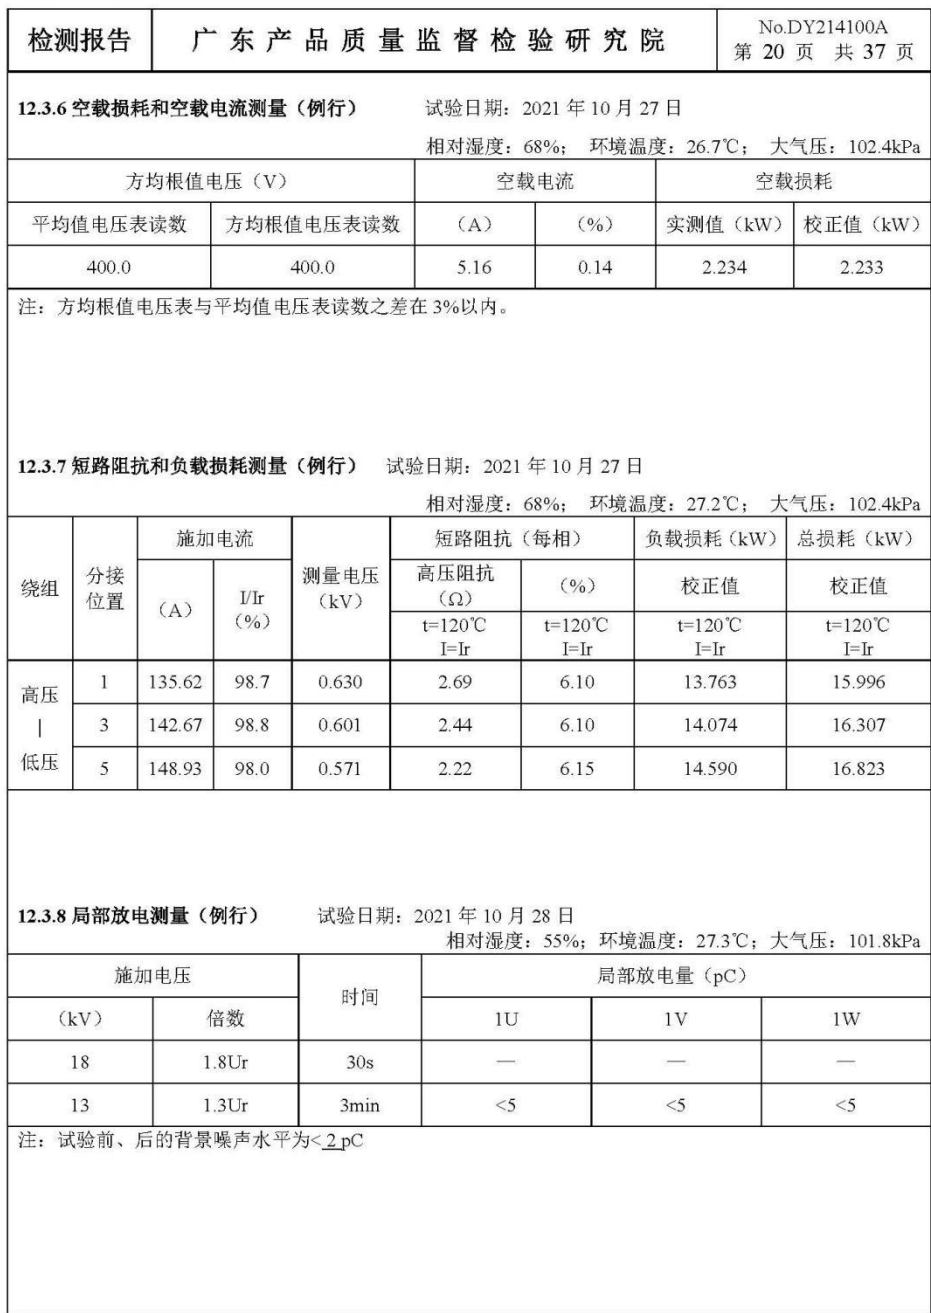 检测报告 广东产品质量监督检验研究院 No.DY214100A
第 20 页 共 37 页
12.3.6 空载损耗和空载电流测量（例行） 试验日期：2021 年 10 月 27 日
相对湿度：68%； 环境温度：26.7℃； 大气压：102.4kPa
方均根值电压（V） 空载电流 空载损耗
平均值电压表读数 方均根值电压表读数 （A） （%） 实测值（kW） 校正值（kW）
400.0 400.0 5.16 0.14 2.234 2.233
注：方均根值电压表与平均值电压表读数之差在 3%以内。
12.3.7 短路阻抗和负载损耗测量（例行） 试验日期：2021 年 10 月 27 日
相对湿度：68%； 环境温度：27.2℃； 大气压：102.4kPa
绕组 分接位置 施加电流 测量电压（kV） 短路阻抗（每相） 负载损耗（kW） 总损耗（kW）
（A） I/Ir（%） 高压阻抗（Ω） （%） 校正值 校正值
t=120℃ t=120℃ t=120℃ t=120℃
I=Ir I=Ir I=Ir I=Ir
高压 1 135.62 98.7 0.630 2.69 6.10 13.763 15.996
| 3 142.67 98.8 0.601 2.44 6.10 14.074 16.307
低压 5 148.93 98.0 0.571 2.22 6.15 14.590 16.823
12.3.8 局部放电测量（例行） 试验日期：2021 年 10 月 28 日
相对湿度：55%；环境温度：27.3℃；大气压：101.8kPa
施加电压 时间 局部放电量（pC）
（kV） 倍数 1U 1V 1W
18 1.8Ur 30s — — —
13 1.3Ur 3min <5 <5 <5
注：试验前、后的背景噪声水平为< 2 pC